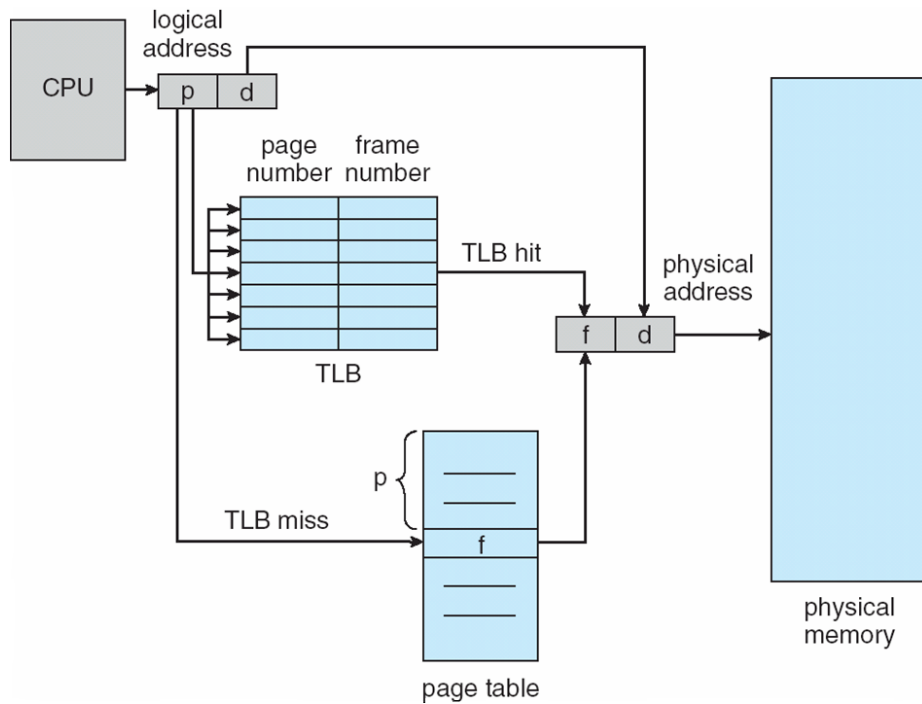 logical
address
CPU
p
d
page
number
frame
number
TLB hit
TLB
physical
address
f
d
p
TLB miss
f
page table
physical
memory